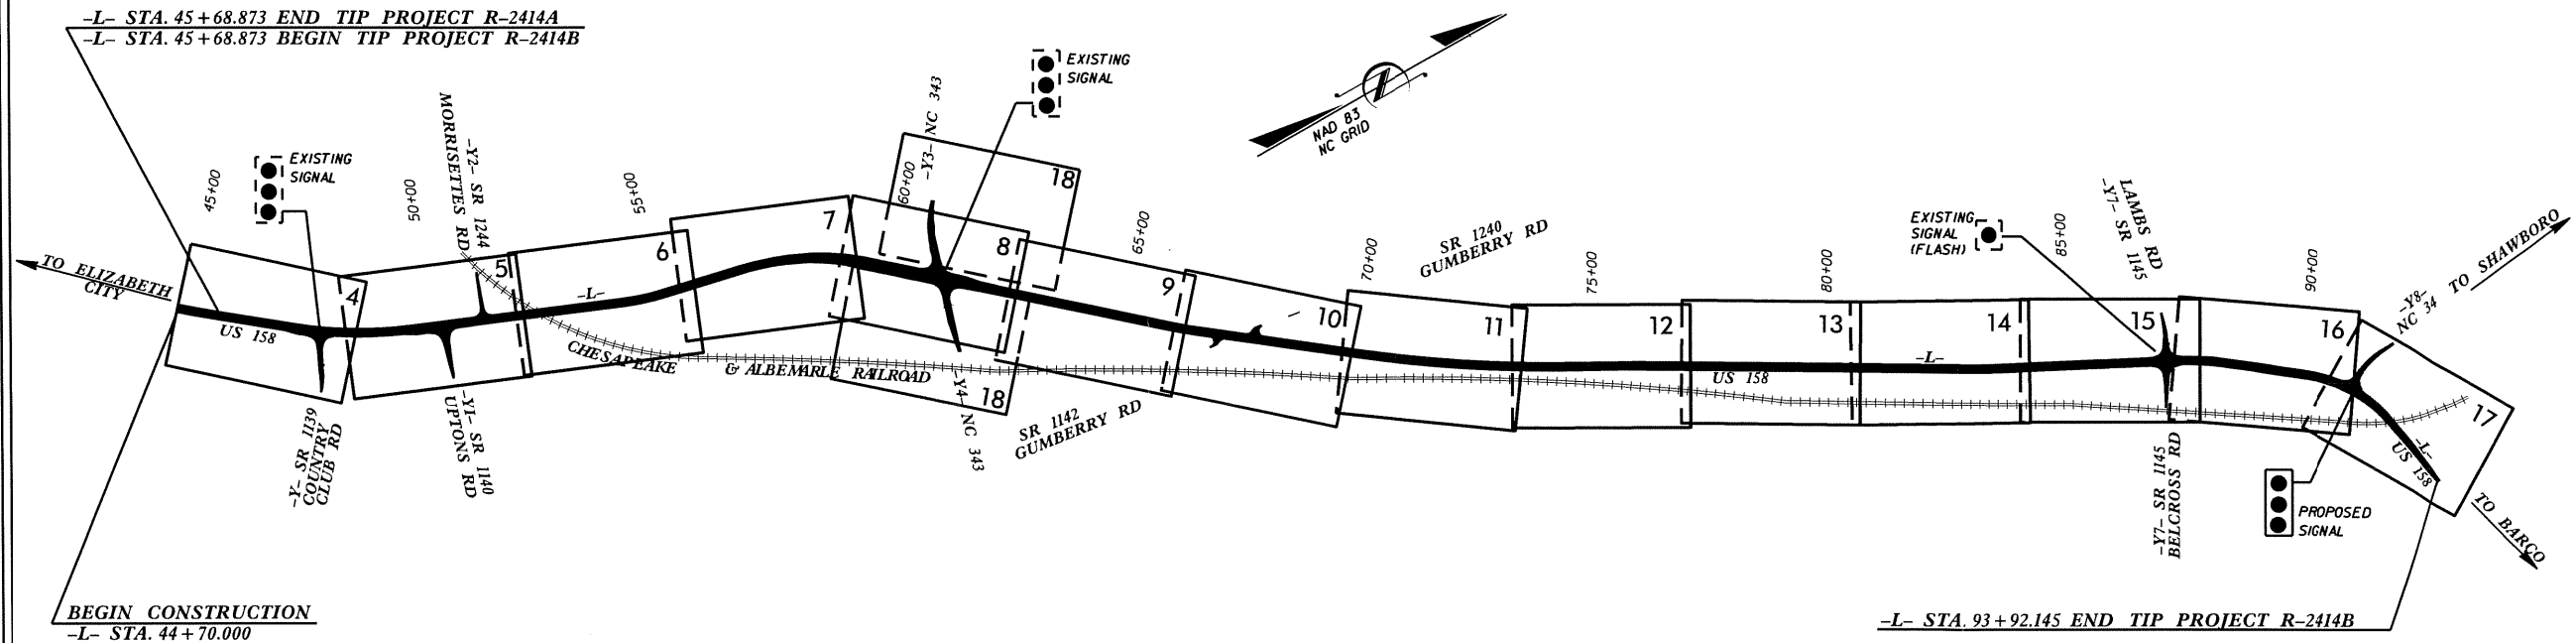 -L- STA. 45+68.873 END TIP PROJECT R-2414A
-L- STA. 45+68.873 BEGIN TIP PROJECT R-2414B
EXISTING
SIGNAL
-Y3- NC 343
NAD 83
NC GRID
MORRISETTES RD
-Y2- SR 1244
EXISTING
SIGNAL
45+00
50+00
55+00
60+00
65+00
70+00
75+00
80+00
85+00
90+00
SR 1240
GUMBERRY RD
EXISTING
SIGNAL
(FLASH)
LAMBS RD
-Y7- SR 1145
TO SHAWBORO
-Y8-
NC 34
TO ELIZABETH
CITY
US 158
4
5
6
7
8
18
9
10
11
12
13
14
15
16
17
18
-L-
CHESAPEAKE & ALBEMARLE RAILROAD
US 158
-L-
-L-
US 158
-Y- SR 1139
COUNTRY
CLUB RD
-Y1- SR 1140
UPTONS RD
-Y4- NC 343
SR 1142
GUMBERRY RD
-Y7- SR 1145
BELCROSS RD
PROPOSED
SIGNAL
TO BARCO
BEGIN CONSTRUCTION
-L- STA. 44+70.000
-L- STA. 93+92.145 END TIP PROJECT R-2414B